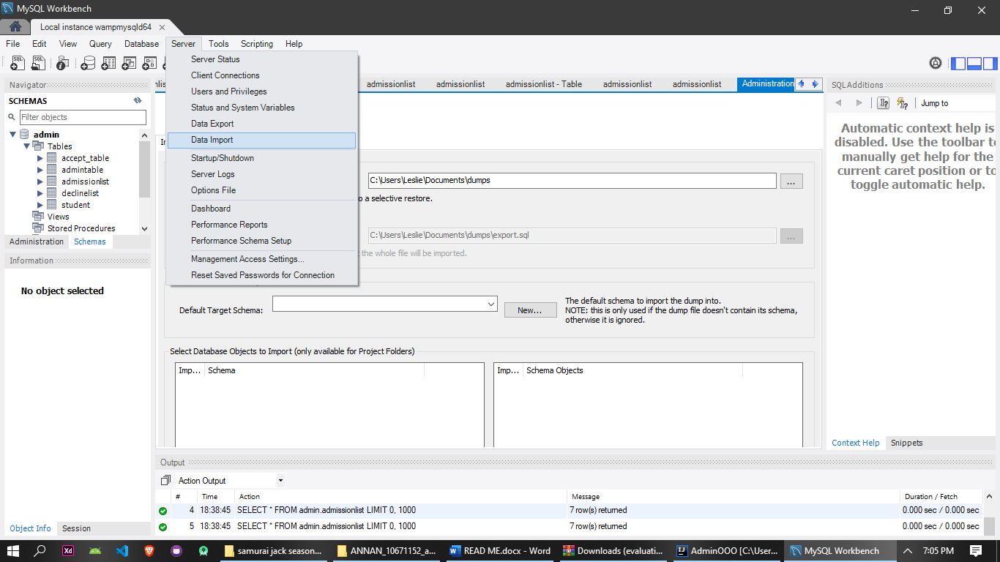 MySQL Workbench
Local instance wampmysqld64
File Edit View Query Database Server Tools Scripting Help
Server Status
Client Connections
Users and Privileges
Status and System Variables
Data Export
Data Import
Startup/Shutdown
Server Logs
Options File
Dashboard
Performance Reports
Performance Schema Setup
Management Access Settings...
Reset Saved Passwords for Connection
Navigator
SCHEMAS
Filter objects
admin
Tables
accept_table
admintable
admissionlist
declinelist
student
Views
Stored Procedures
Administration Schemas
Information
No object selected
Object Info Session
admissionlist admissionlist admissionlist - Table admissionlist admissionlist Administration
C:\Users\Leslie\Documents\dumps
...
o a selective restore.
C:\Users\Leslie\Documents\dumps\export.sql
...
the whole file will be imported.
Default Target Schema:
New...
The default schema to import the dump into.
NOTE: this is only used if the dump file doesn't contain its schema,
otherwise it is ignored.
Select Database Objects to Import (only available for Project Folders)
Imp... Schema
Imp... Schema Objects
SQLAdditions
Jump to
Automatic context help is
disabled. Use the toolbar to
manually get help for the
current caret position or to
toggle automatic help.
Context Help Snippets
Output
Action Output
# Time Action Message Duration / Fetch
4 18:38:45 SELECT * FROM admin.admissionlist LIMIT 0, 1000 7 row(s) returned 0.000 sec / 0.000 sec
5 18:38:45 SELECT * FROM admin.admissionlist LIMIT 0, 1000 7 row(s) returned 0.000 sec / 0.000 sec
samurai jack season... ANNAN_10671152_a... READ ME.docx - Word Downloads (evaluati... AdminOOO [C:\User... MySQL Workbench 7:05 PM